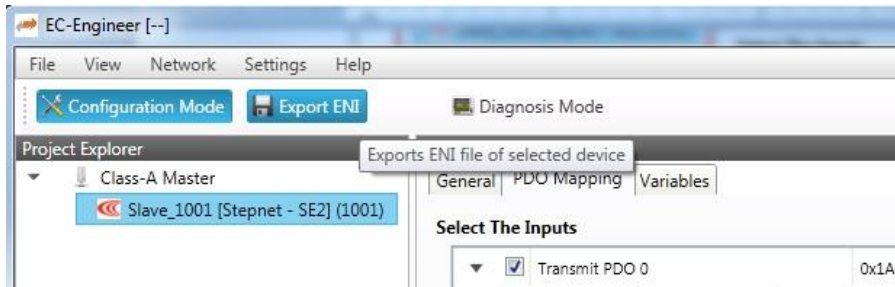 EC-Engineer [--]
File View Network Settings Help
Configuration Mode Export ENI Diagnosis Mode
Project Explorer
Exports ENI file of selected device
Class-A Master
General PDO Mapping Variables
Slave_1001 [Stepnet - SE2] (1001)
Select The Inputs
Transmit PDO 0 0x1A